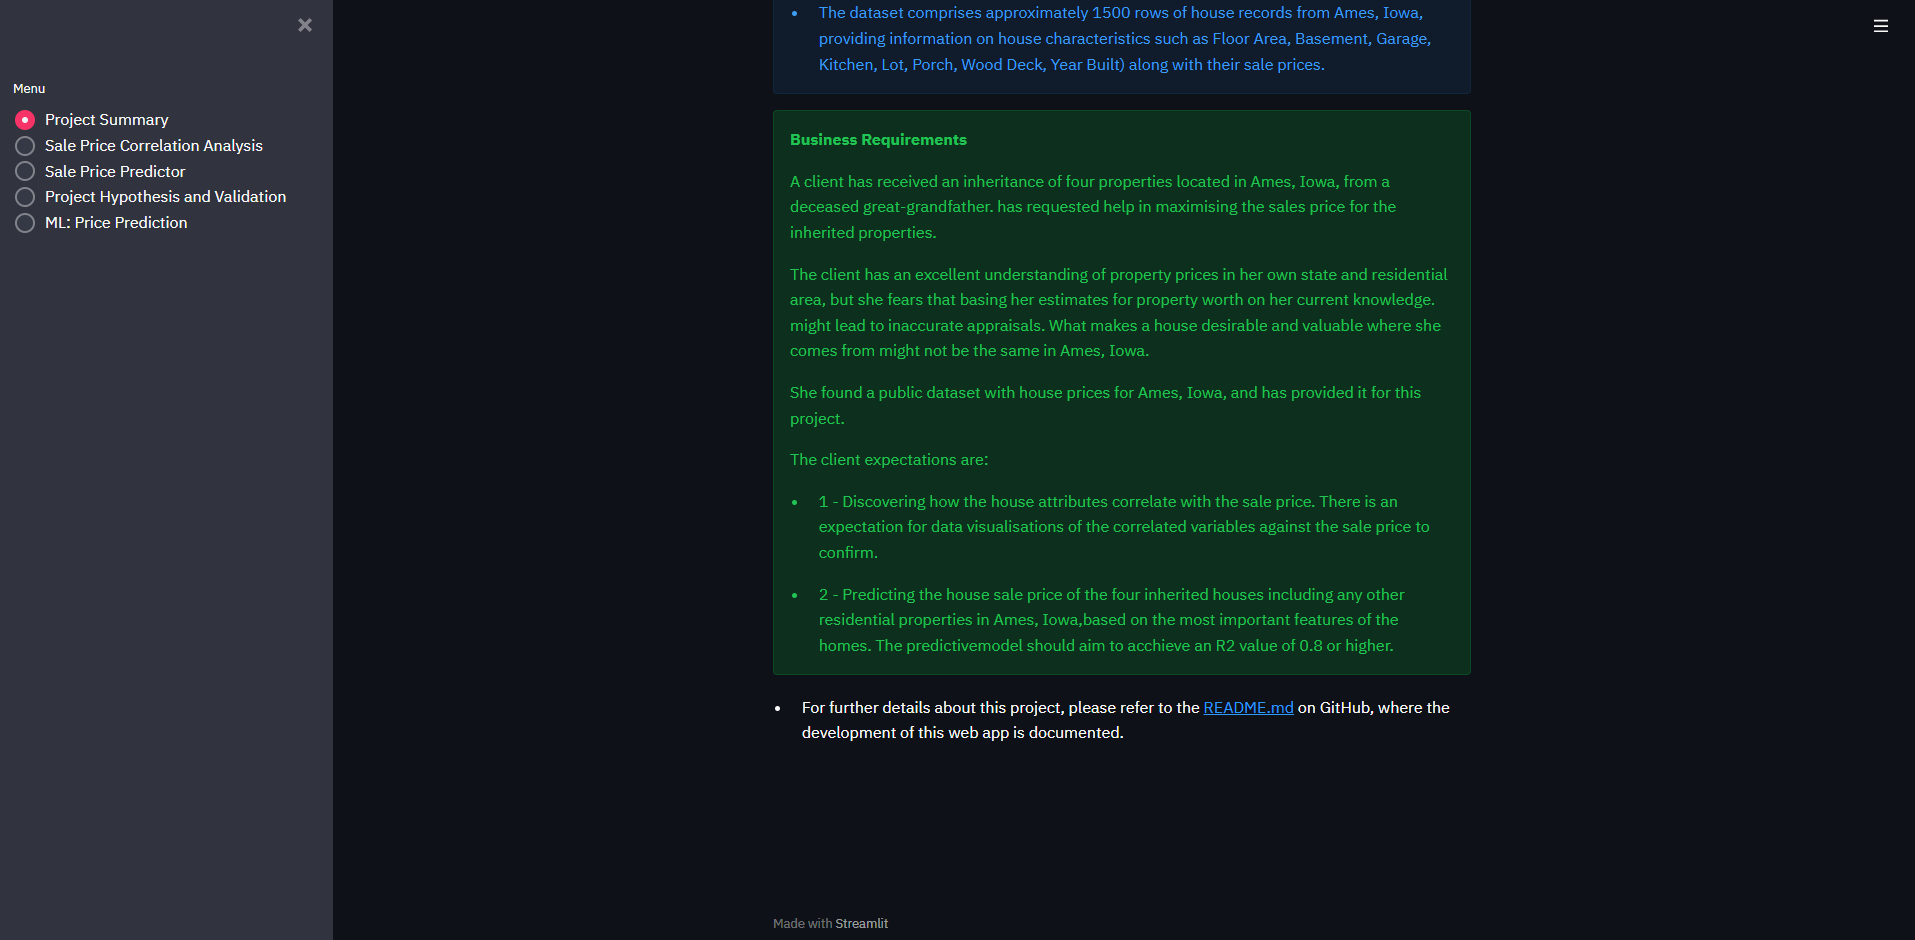 Menu
Project Summary
Sale Price Correlation Analysis
Sale Price Predictor
Project Hypothesis and Validation
ML: Price Prediction
• The dataset comprises approximately 1500 rows of house records from Ames, Iowa,
providing information on house characteristics such as Floor Area, Basement, Garage,
Kitchen, Lot, Porch, Wood Deck, Year Built) along with their sale prices.
Business Requirements
A client has received an inheritance of four properties located in Ames, Iowa, from a
deceased great-grandfather. has requested help in maximising the sales price for the
inherited properties.
The client has an excellent understanding of property prices in her own state and residential
area, but she fears that basing her estimates for property worth on her current knowledge.
might lead to inaccurate appraisals. What makes a house desirable and valuable where she
comes from might not be the same in Ames, Iowa.
She found a public dataset with house prices for Ames, Iowa, and has provided it for this
project.
The client expectations are:
• 1 - Discovering how the house attributes correlate with the sale price. There is an
expectation for data visualisations of the correlated variables against the sale price to
confirm.
• 2 - Predicting the house sale price of the four inherited houses including any other
residential properties in Ames, Iowa,based on the most important features of the
homes. The predictivemodel should aim to acchieve an R2 value of 0.8 or higher.
• For further details about this project, please refer to the README.md on GitHub, where the
development of this web app is documented.
Made with Streamlit